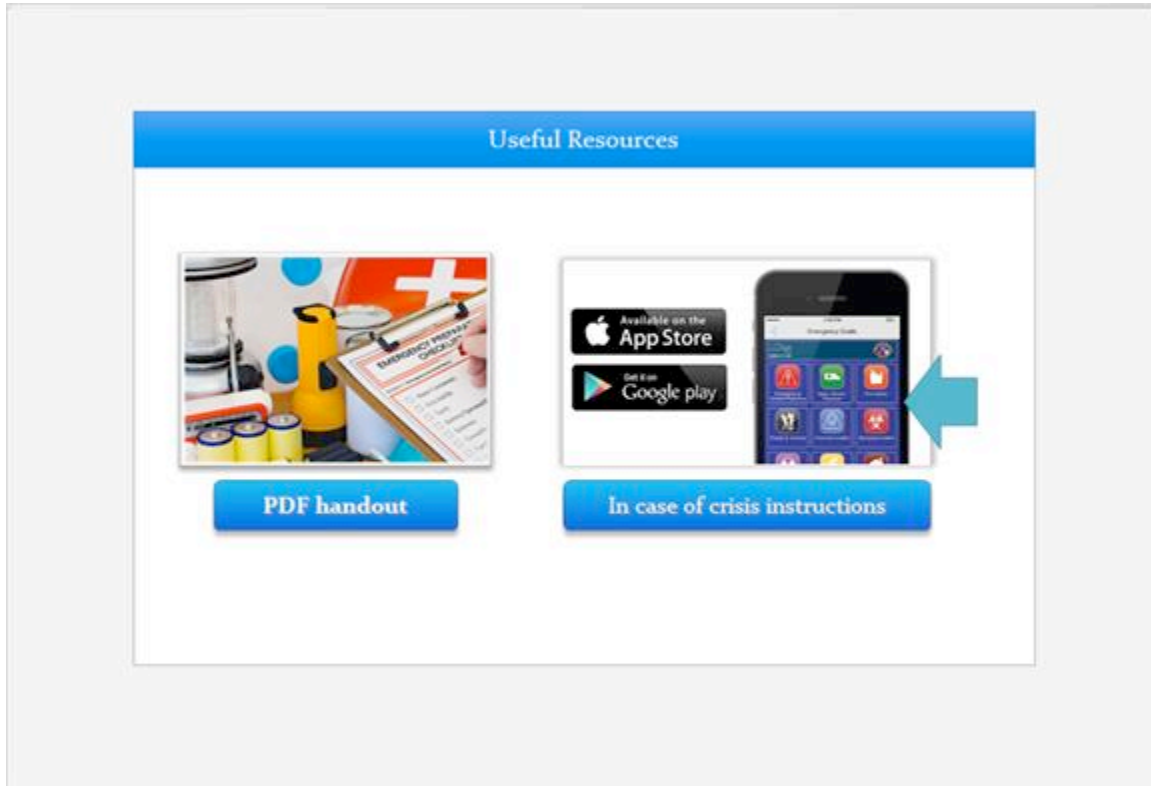 Useful Resources
EMERGENCY
CHECKLIST
Available on the
App Store
Get it on
Google play
Emergency Guide
PDF handout
In case of crisis instructions